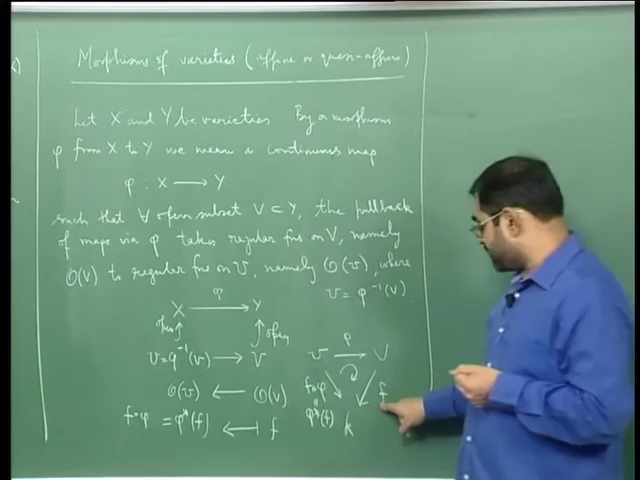 Morphisms of varieties (affine or quasi-affine)
Let X and Y be varieties By a morphism
φ from X to Y we mean a continuous map
φ : X ⟶ Y
such that ∀ open subset V ⊂ Y, the pullback
of maps via φ takes regular fns on V, namely
O(V) to regular fns on U, namely O(U), where
U = φ⁻¹(V)
X ⟶ Y
φ
open ↑ ↑ open
U = φ⁻¹(V) ⟶ V
O(U) ⟵ O(V)
f∘φ = φ*(f) ⟻ f
U ⟶ V
φ
f∘φ f
=
φ*(f) k